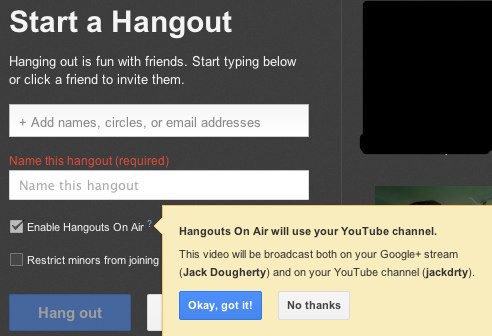 Start a Hangout
Hanging out is fun with friends. Start typing below
or click a friend to invite them.
+ Add names, circles, or email addresses
Name this hangout (required)
Name this hangout
Enable Hangouts On Air ?
Hangouts On Air will use your YouTube channel.
This video will be broadcast both on your Google+ stream
(Jack Dougherty) and on your YouTube channel (jackdrty).
Restrict minors from joining
Okay, got it!
No thanks
Hang out